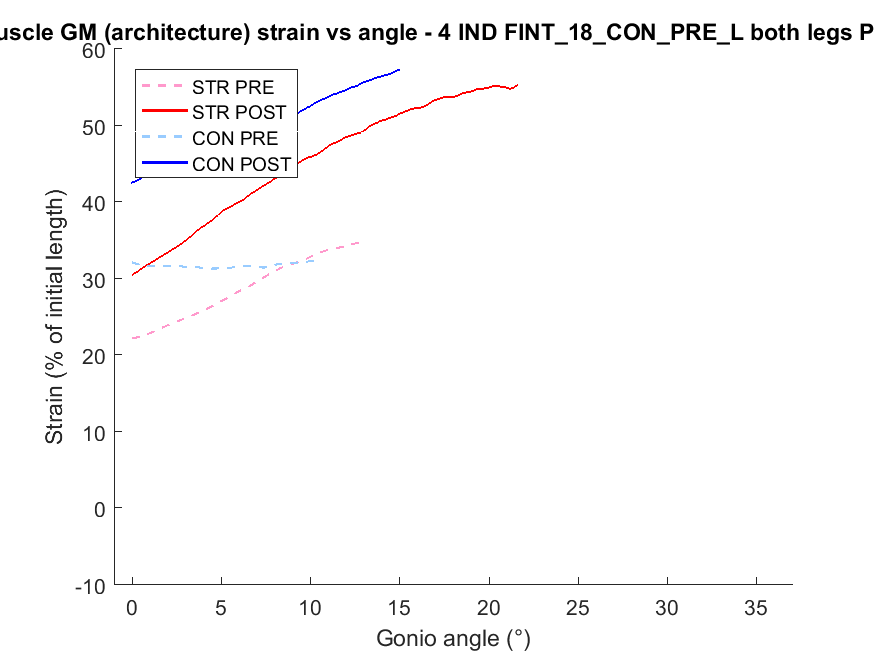 uscle GM (architecture) strain vs angle - 4 IND FINT_18_CON_PRE_L both legs P
60
50
40
30
20
10
0
-10
Strain (% of initial length)
STR PRE
STR POST
CON PRE
CON POST
0 5 10 15 20 25 30 35
Gonio angle (°)